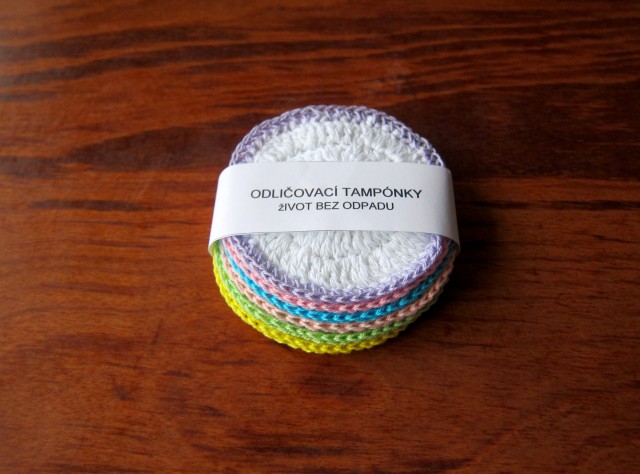 ODLIČOVACÍ TAMPÓNKY
ŽIVOT BEZ ODPADU